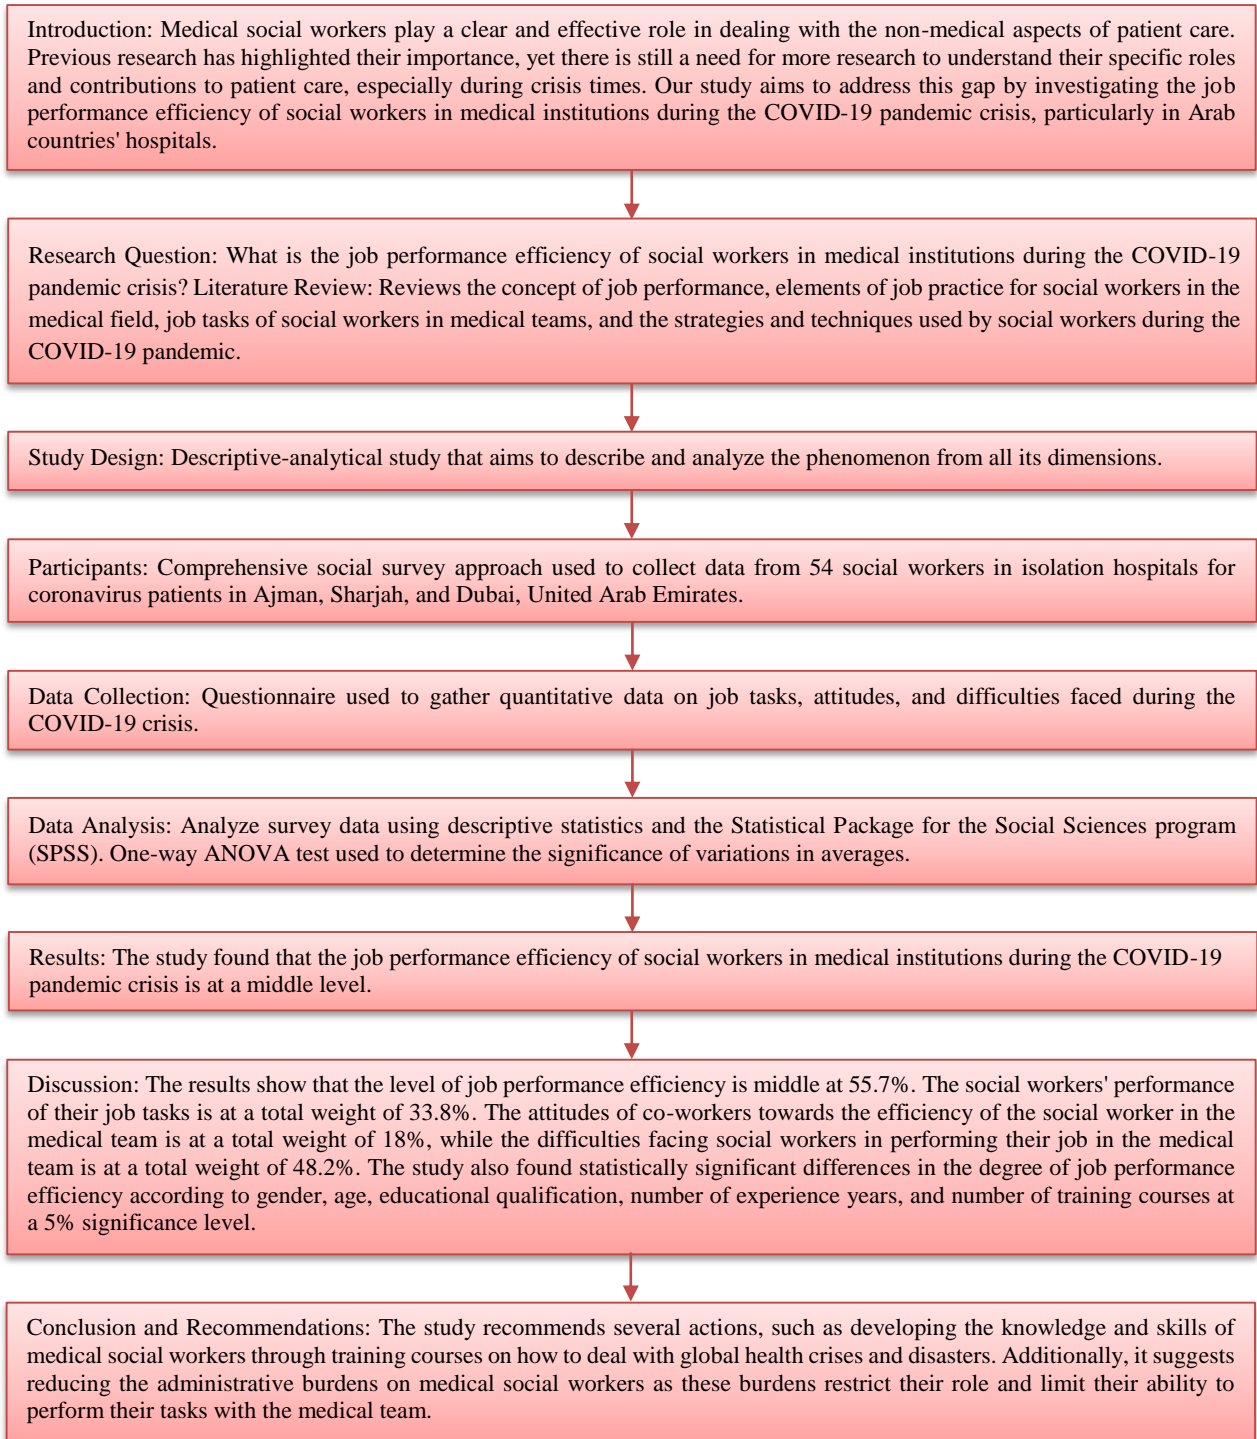 Introduction: Medical social workers play a clear and effective role in dealing with the non-medical aspects of patient care.
Previous research has highlighted their importance, yet there is still a need for more research to understand their specific roles
and contributions to patient care, especially during crisis times. Our study aims to address this gap by investigating the job
performance efficiency of social workers in medical institutions during the COVID-19 pandemic crisis, particularly in Arab
countries' hospitals.
Research Question: What is the job performance efficiency of social workers in medical institutions during the COVID-19
pandemic crisis? Literature Review: Reviews the concept of job performance, elements of job practice for social workers in the
medical field, job tasks of social workers in medical teams, and the strategies and techniques used by social workers during the
COVID-19 pandemic.
Study Design: Descriptive-analytical study that aims to describe and analyze the phenomenon from all its dimensions.
Participants: Comprehensive social survey approach used to collect data from 54 social workers in isolation hospitals for
coronavirus patients in Ajman, Sharjah, and Dubai, United Arab Emirates.
Data Collection: Questionnaire used to gather quantitative data on job tasks, attitudes, and difficulties faced during the
COVID-19 crisis.
Data Analysis: Analyze survey data using descriptive statistics and the Statistical Package for the Social Sciences program
(SPSS). One-way ANOVA test used to determine the significance of variations in averages.
Results: The study found that the job performance efficiency of social workers in medical institutions during the COVID-19
pandemic crisis is at a middle level.
Discussion: The results show that the level of job performance efficiency is middle at 55.7%. The social workers' performance
of their job tasks is at a total weight of 33.8%. The attitudes of co-workers towards the efficiency of the social worker in the
medical team is at a total weight of 18%, while the difficulties facing social workers in performing their job in the medical
team is at a total weight of 48.2%. The study also found statistically significant differences in the degree of job performance
efficiency according to gender, age, educational qualification, number of experience years, and number of training courses at
a 5% significance level.
Conclusion and Recommendations: The study recommends several actions, such as developing the knowledge and skills of
medical social workers through training courses on how to deal with global health crises and disasters. Additionally, it suggests
reducing the administrative burdens on medical social workers as these burdens restrict their role and limit their ability to
perform their tasks with the medical team.